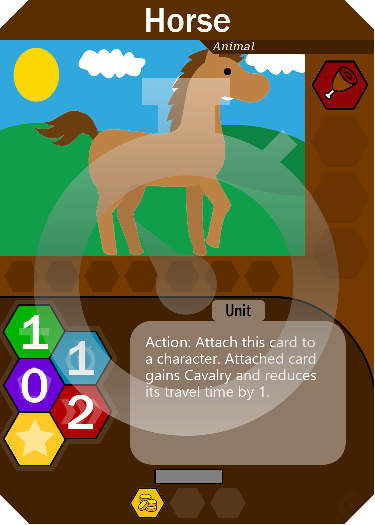 Horse
Animal
Unit
1
1
0
2
Action: Attach this card to
a character. Attached card
gains Cavalry and reduces
its travel time by 1.